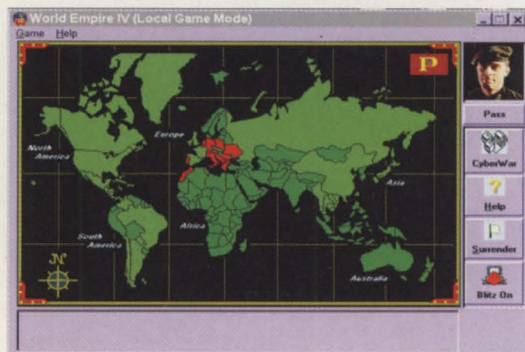 World Empire IV (Local Game Mode)
Game Help
P
Pass
Europe
North
America
CyberWar
Asia
Help
Africa
South
America
Surrender
N
Australia
Blitz On